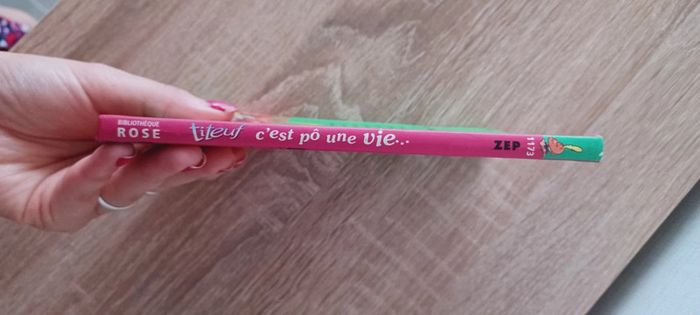 BIBLIOTHÈQUE
ROSE
titeuf c'est pô une vie...
ZEP
1173